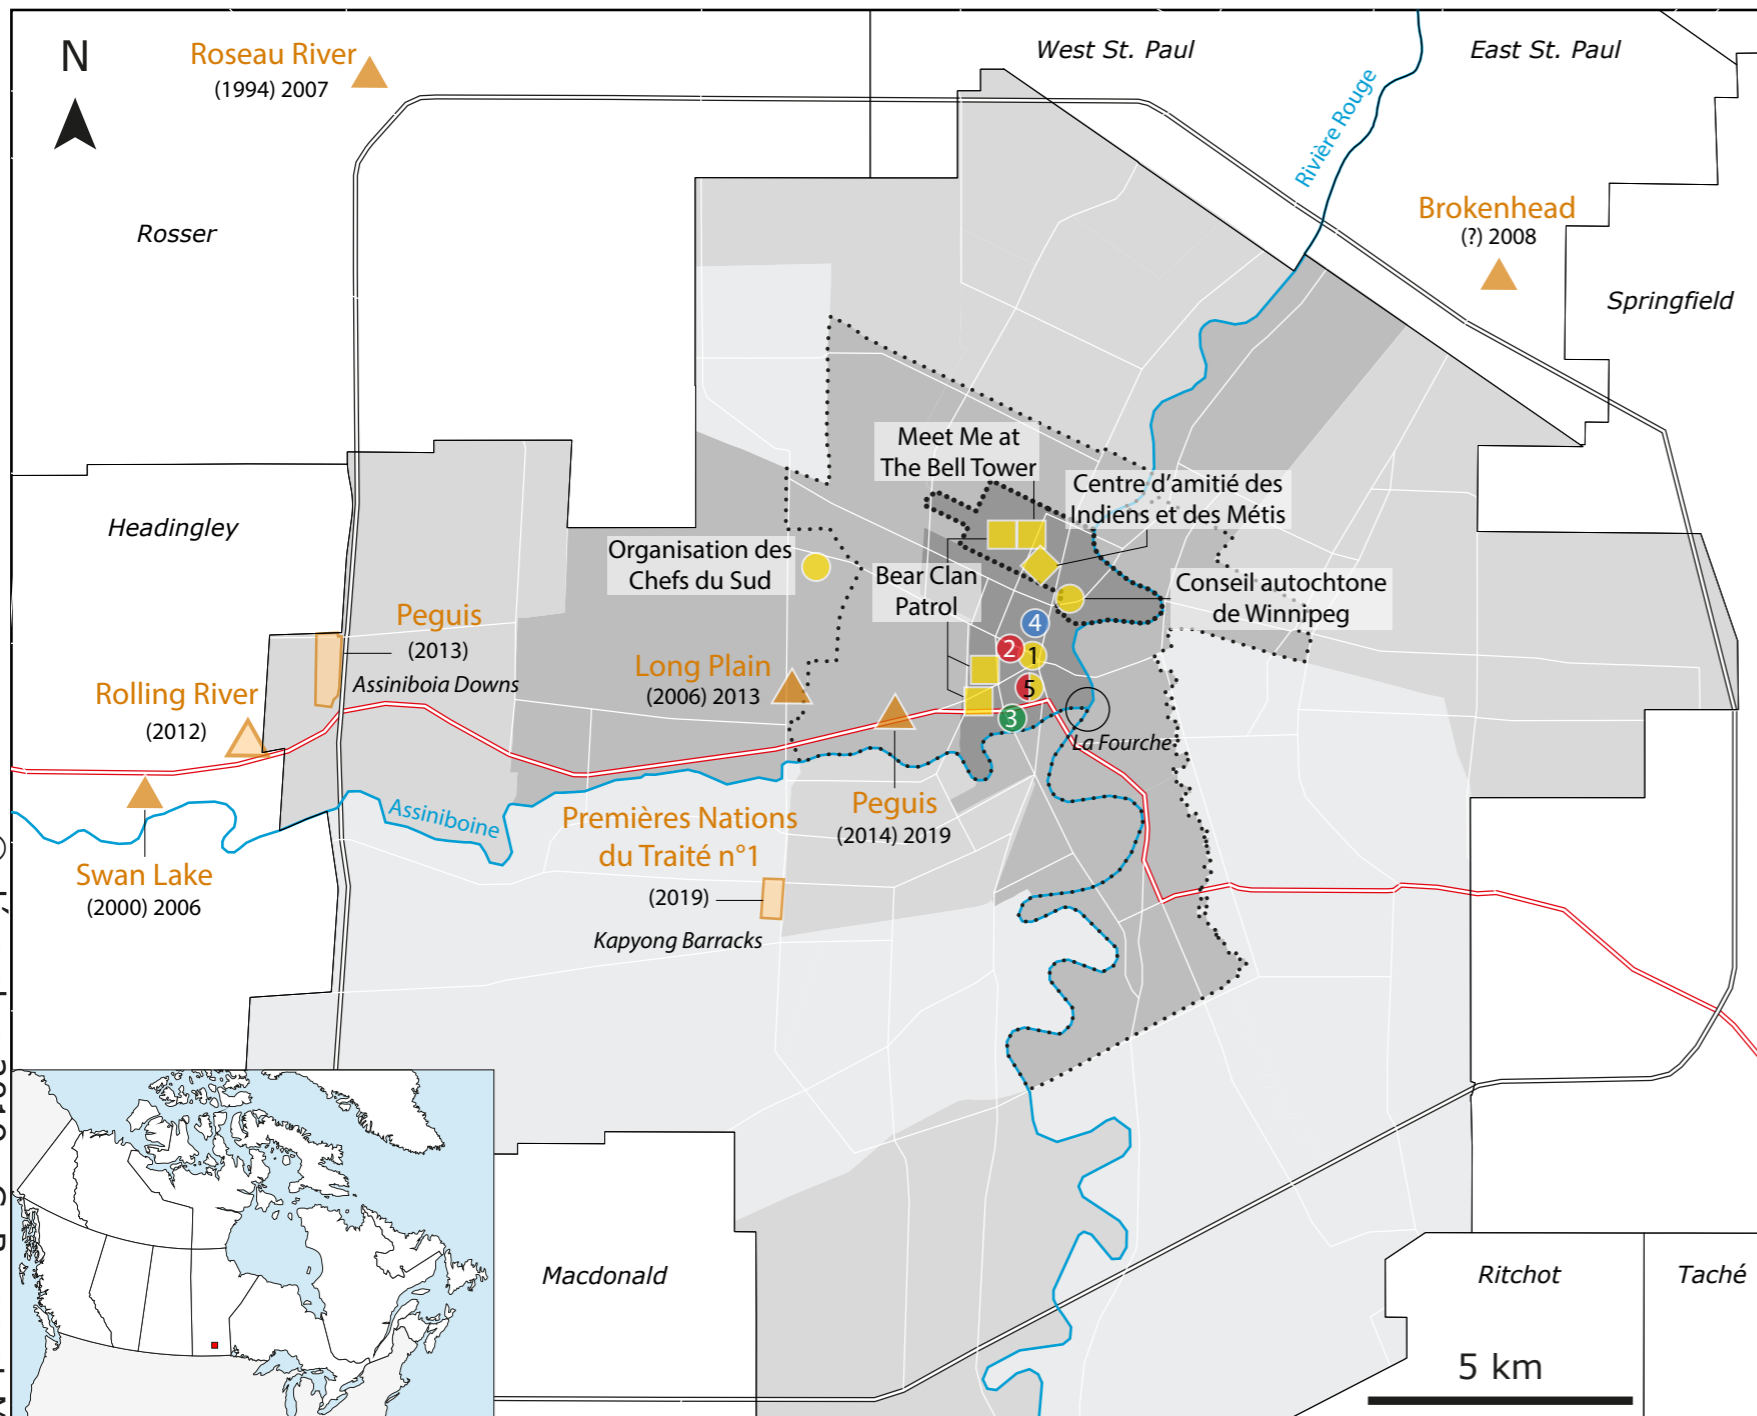 N
Roseau River
(1994) 2007
West St. Paul
East St. Paul
Rivière Rouge
Rosser
Brokenhead
(?) 2008
Springfield
Meet Me at
The Bell Tower
Centre d'amitié des
Indiens et des Métis
Headingley
Organisation des
Chefs du Sud
Bear Clan
Patrol
Conseil autochtone
de Winnipeg
Peguis
(2013)
Assiniboia Downs
4
2
1
5
3
Long Plain
(2006) 2013
Rolling River
(2012)
La Fourche
Assiniboine
Peguis
(2014) 2019
Premières Nations
du Traité n°1
(2019)
Kapyong Barracks
Swan Lake
(2000) 2006
Macdonald
Ritchot
Taché
5 km